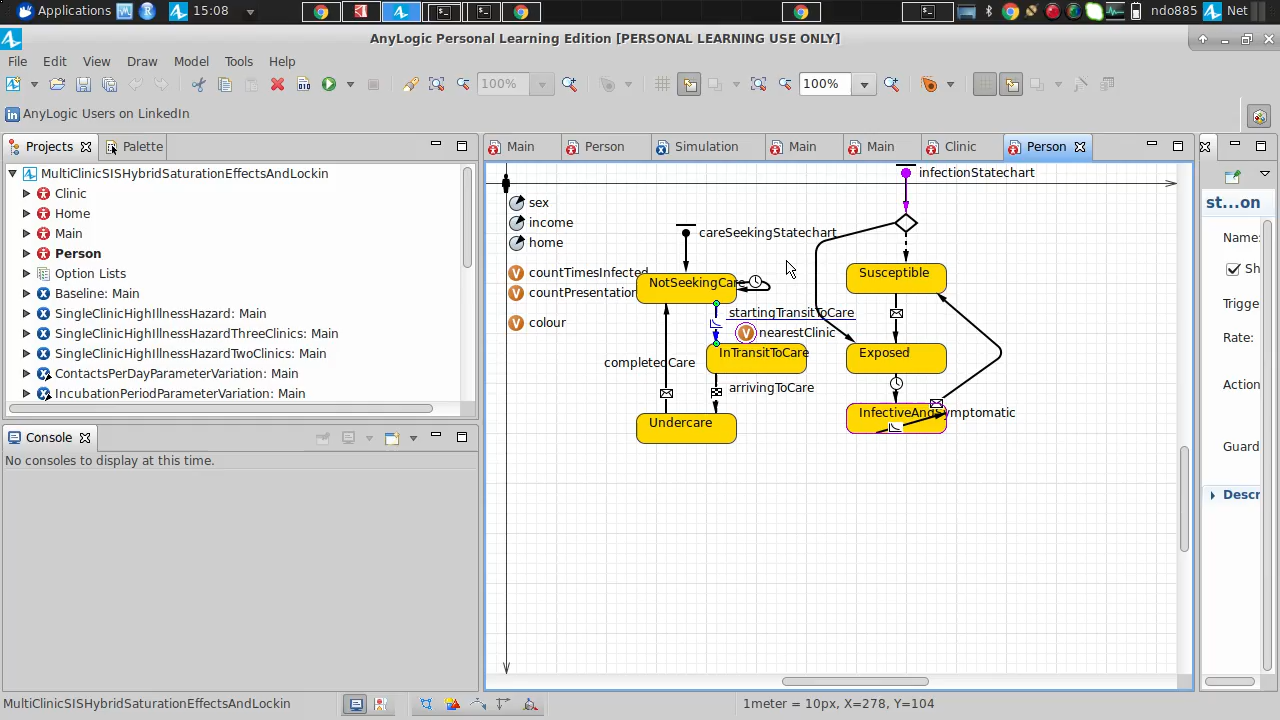 Applications
15:08
ndo885
Net
AnyLogic Personal Learning Edition [PERSONAL LEARNING USE ONLY]
File Edit View Draw Model Tools Help
100%
100%
AnyLogic Users on LinkedIn
Projects
Palette
Main
Person
Simulation
Main
Main
Clinic
Person
MultiClinicSISHybridSaturationEffectsAndLockin
Clinic
Home
Main
Person
Option Lists
Baseline: Main
SingleClinicHighIllnessHazard: Main
SingleClinicHighIllnessHazardThreeClinics: Main
SingleClinicHighIllnessHazardTwoClinics: Main
ContactsPerDayParameterVariation: Main
IncubationPeriodParameterVariation: Main
Console
No consoles to display at this time.
sex
income
home
countTimesInfected
countPresentation
colour
careSeekingStatechart
NotSeekingCare
startingTransitToCare
nearestClinic
InTransitToCare
completedCare
arrivingToCare
Undercare
infectionStatechart
Susceptible
Exposed
InfectiveAndSymptomatic
st...on
Name:
Sh
Trigge
Rate:
Action
Guard
Descr
MultiClinicSISHybridSaturationEffectsAndLockin
1meter = 10px, X=278, Y=104